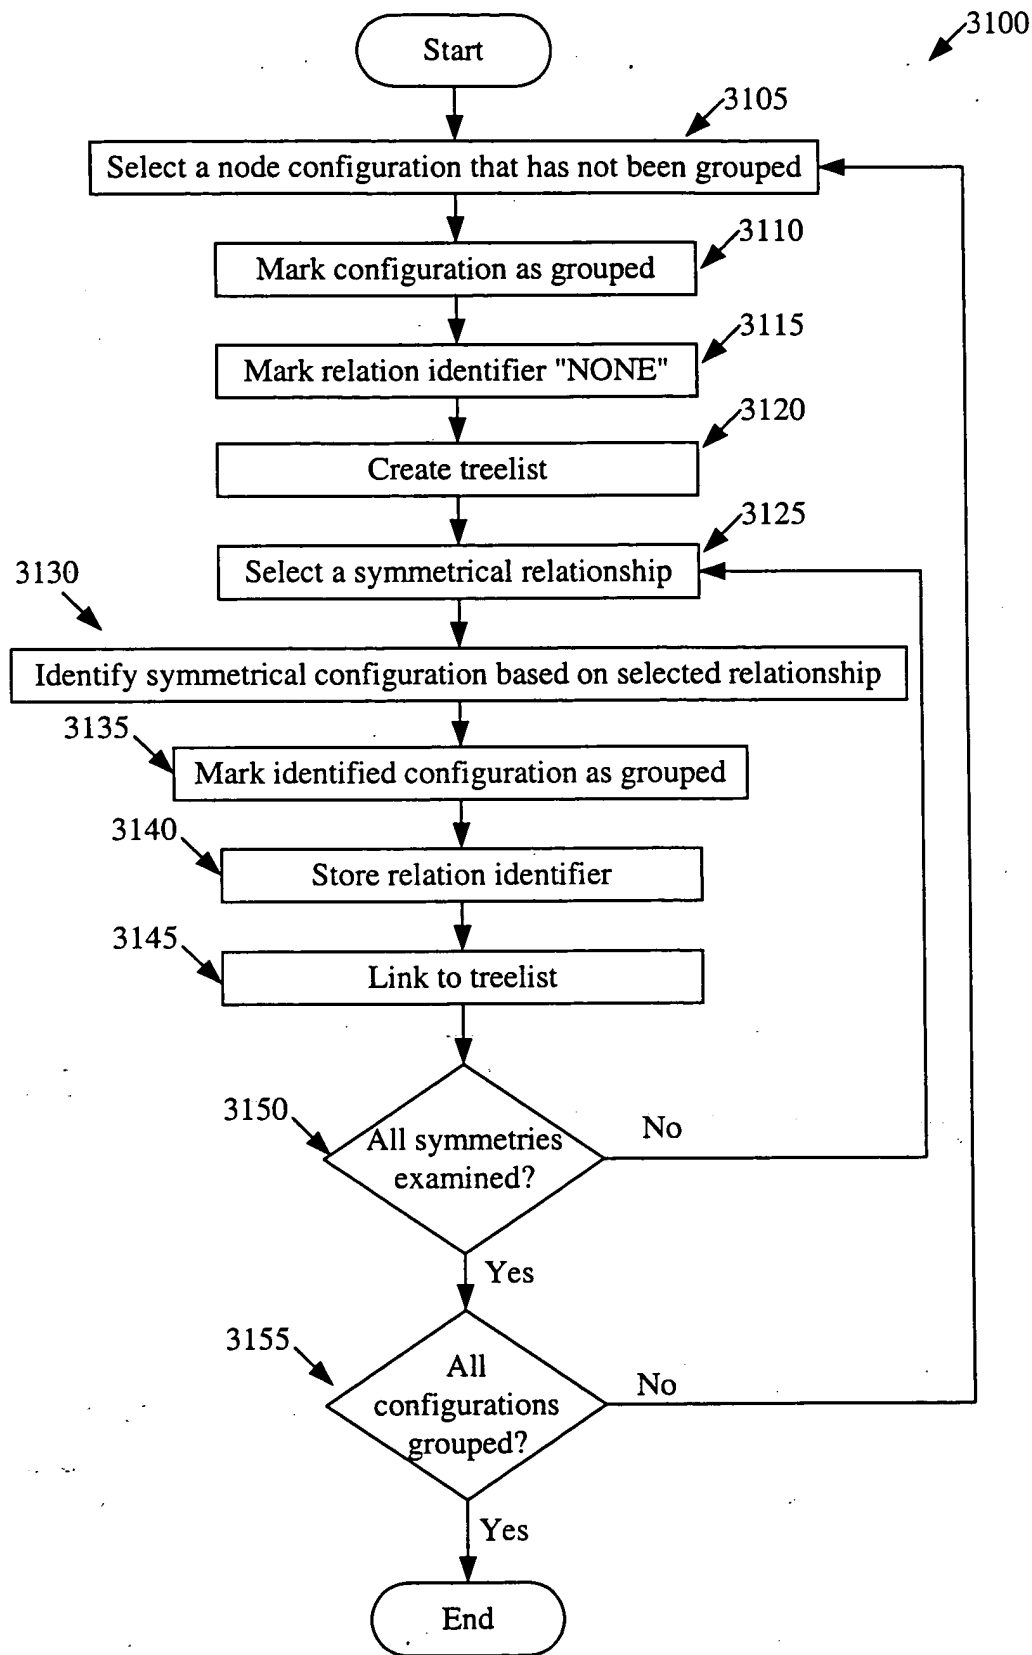 3100
Start
3105
Select a node configuration that has not been grouped
3110
Mark configuration as grouped
3115
Mark relation identifier "NONE"
3120
Create treelist
3125
Select a symmetrical relationship
3130
Identify symmetrical configuration based on selected relationship
3135
Mark identified configuration as grouped
3140
Store relation identifier
3145
Link to treelist
3150
All symmetries
examined?
No
Yes
3155
All
configurations
grouped?
No
Yes
End